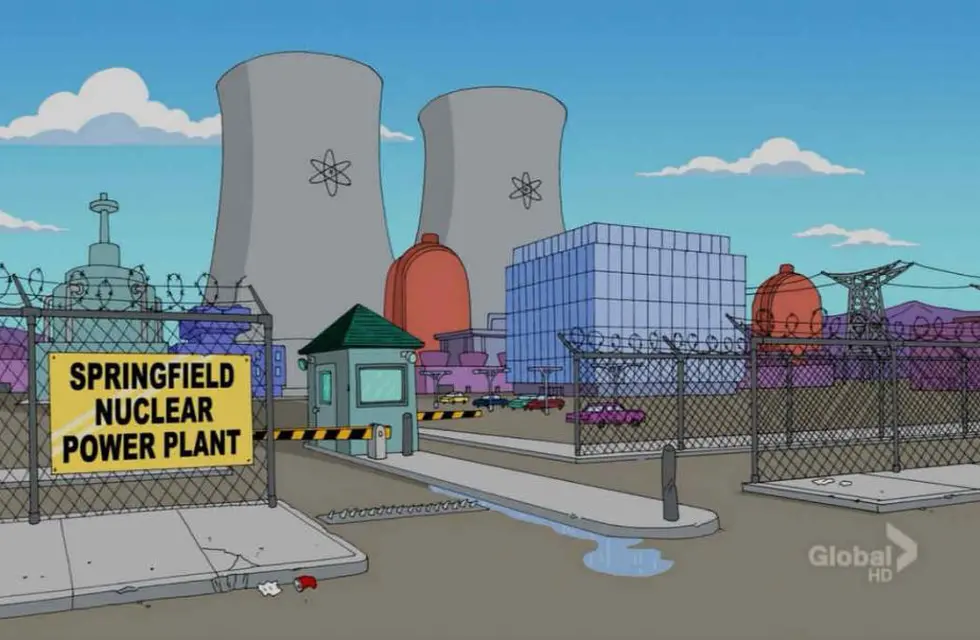 SPRINGFIELD
NUCLEAR
POWER PLANT
Global
HD